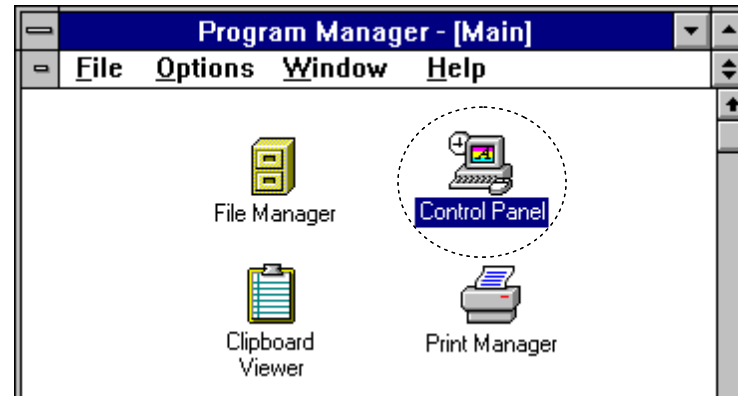 Program Manager - [Main]
File Options Window Help
File Manager
Control Panel
Clipboard
Viewer
Print Manager